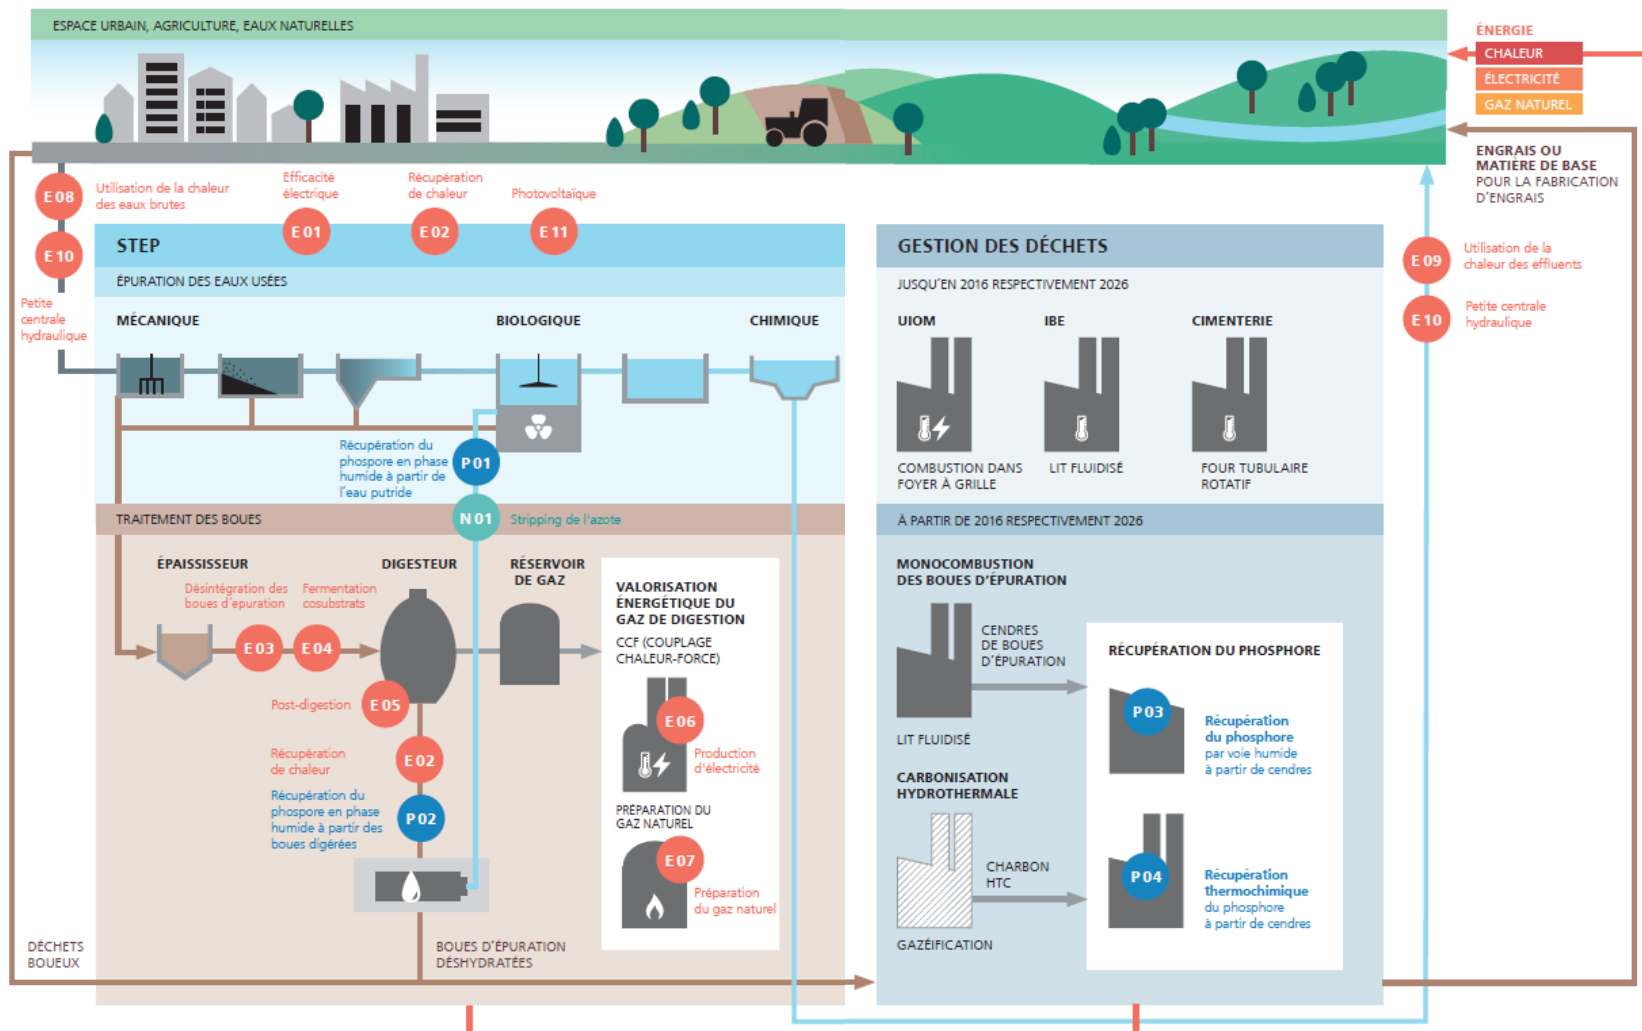 ESPACE URBAIN, AGRICULTURE, EAUX NATURELLES
ÉNERGIE
CHALEUR
ÉLECTRICITÉ
GAZ NATUREL
ENGRAIS OU
MATIÈRE DE BASE
POUR LA FABRICATION
D'ENGRAIS
E 08
Utilisation de la chaleur
des eaux brutes
Efficacité
électrique
E 01
Récupération
de chaleur
E 02
Photovoltaïque
E 11
E 10
Petite
centrale
hydraulique
STEP
ÉPURATION DES EAUX USÉES
MÉCANIQUE
BIOLOGIQUE
CHIMIQUE
Récupération du
phospore en phase
humide à partir de
l'eau putride
P 01
N 01
Stripping de l'azote
TRAITEMENT DES BOUES
ÉPAISSISSEUR
DIGESTEUR
RÉSERVOIR
DE GAZ
Désintégration des
boues d'epuration
Fermentation
cosubstrats
E 03
E 04
Post-digestion
E 05
Récupération
de chaleur
E 02
Récupération du
phospore en phase
humide à partir des
boues digérées
P 02
VALORISATION
ÉNERGÉTIQUE DU
GAZ DE DIGESTION
CCF (COUPLAGE
CHALEUR-FORCE)
E 06
Production
d'électricité
PRÉPARATION DU
GAZ NATUREL
E 07
Préparation
du gaz naturel
DÉCHETS
BOUEUX
BOUES D'ÉPURATION
DÉSHYDRATÉES
GESTION DES DÉCHETS
JUSQU'EN 2016 RESPECTIVEMENT 2026
UIOM
IBE
CIMENTERIE
COMBUSTION DANS
FOYER À GRILLE
LIT FLUIDISÉ
FOUR TUBULAIRE
ROTATIF
À PARTIR DE 2016 RESPECTIVEMENT 2026
MONOCOMBUSTION
DES BOUES D'ÉPURATION
CENDRES
DE BOUES
D'ÉPURATION
LIT FLUIDISÉ
CARBONISATION
HYDROTHERMALE
CHARBON
HTC
GAZÉIFICATION
RÉCUPÉRATION DU PHOSPHORE
P 03
Récupération
du phosphore
par voie humide
à partir de cendres
P 04
Récupération
thermochimique
du phosphore
à partir de cendres
E 09
Utilisation de la
chaleur des effluents
E 10
Petite centrale
hydraulique